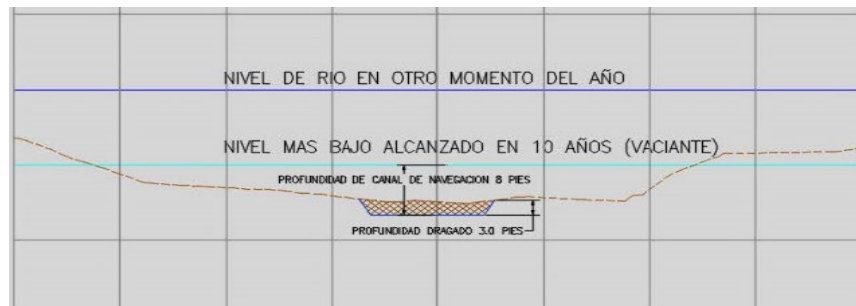 NIVEL DE RIO EN OTRO MOMENTO DEL AÑO
NIVEL MAS BAJO ALCANZADO EN 10 AÑOS (VACIANTE)
PROFUNDIDAD DE CANAL DE NAVEGACION 8 PIES
PROFUNDIDAD DRAGADO 3.0 PIES